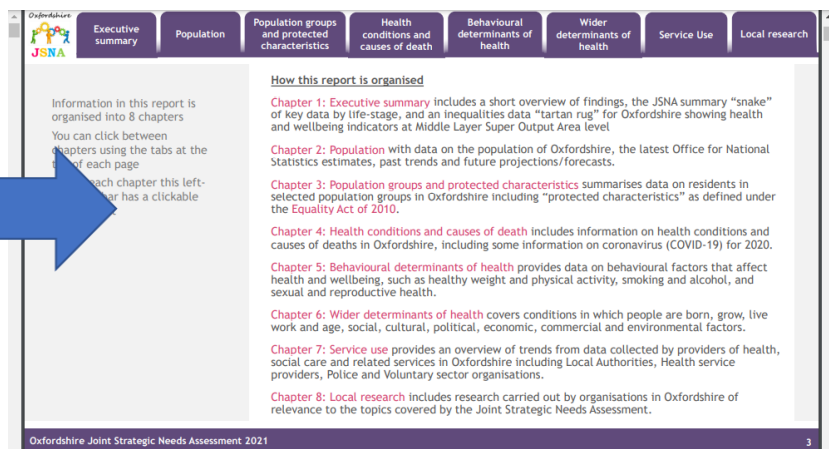 Oxfordshire
JSNA
Executive
summary
Population
Population groups
and protected
characteristics
Health
conditions and
causes of death
Behavioural
determinants of
health
Wider
determinants of
health
Service Use
Local research
Information in this report is
organised into 8 chapters
You can click between
chapters using the tabs at the
of each page
each chapter this left-
bar has a clickable
How this report is organised
Chapter 1: Executive summary includes a short overview of findings, the JSNA summary “snake”
of key data by life-stage, and an inequalities data “tartan rug” for Oxfordshire showing health
and wellbeing indicators at Middle Layer Super Output Area level
Chapter 2: Population with data on the population of Oxfordshire, the latest Office for National
Statistics estimates, past trends and future projections/forecasts.
Chapter 3: Population groups and protected characteristics summarises data on residents in
selected population groups in Oxfordshire including “protected characteristics” as defined under
the Equality Act of 2010.
Chapter 4: Health conditions and causes of death includes information on health conditions and
causes of deaths in Oxfordshire, including some information on coronavirus (COVID-19) for 2020.
Chapter 5: Behavioural determinants of health provides data on behavioural factors that affect
health and wellbeing, such as healthy weight and physical activity, smoking and alcohol, and
sexual and reproductive health.
Chapter 6: Wider determinants of health covers conditions in which people are born, grow, live
work and age, social, cultural, political, economic, commercial and environmental factors.
Chapter 7: Service use provides an overview of trends from data collected by providers of health,
social care and related services in Oxfordshire including Local Authorities, Health service
providers, Police and Voluntary sector organisations.
Chapter 8: Local research includes research carried out by organisations in Oxfordshire of
relevance to the topics covered by the Joint Strategic Needs Assessment.
Oxfordshire Joint Strategic Needs Assessment 2021
3